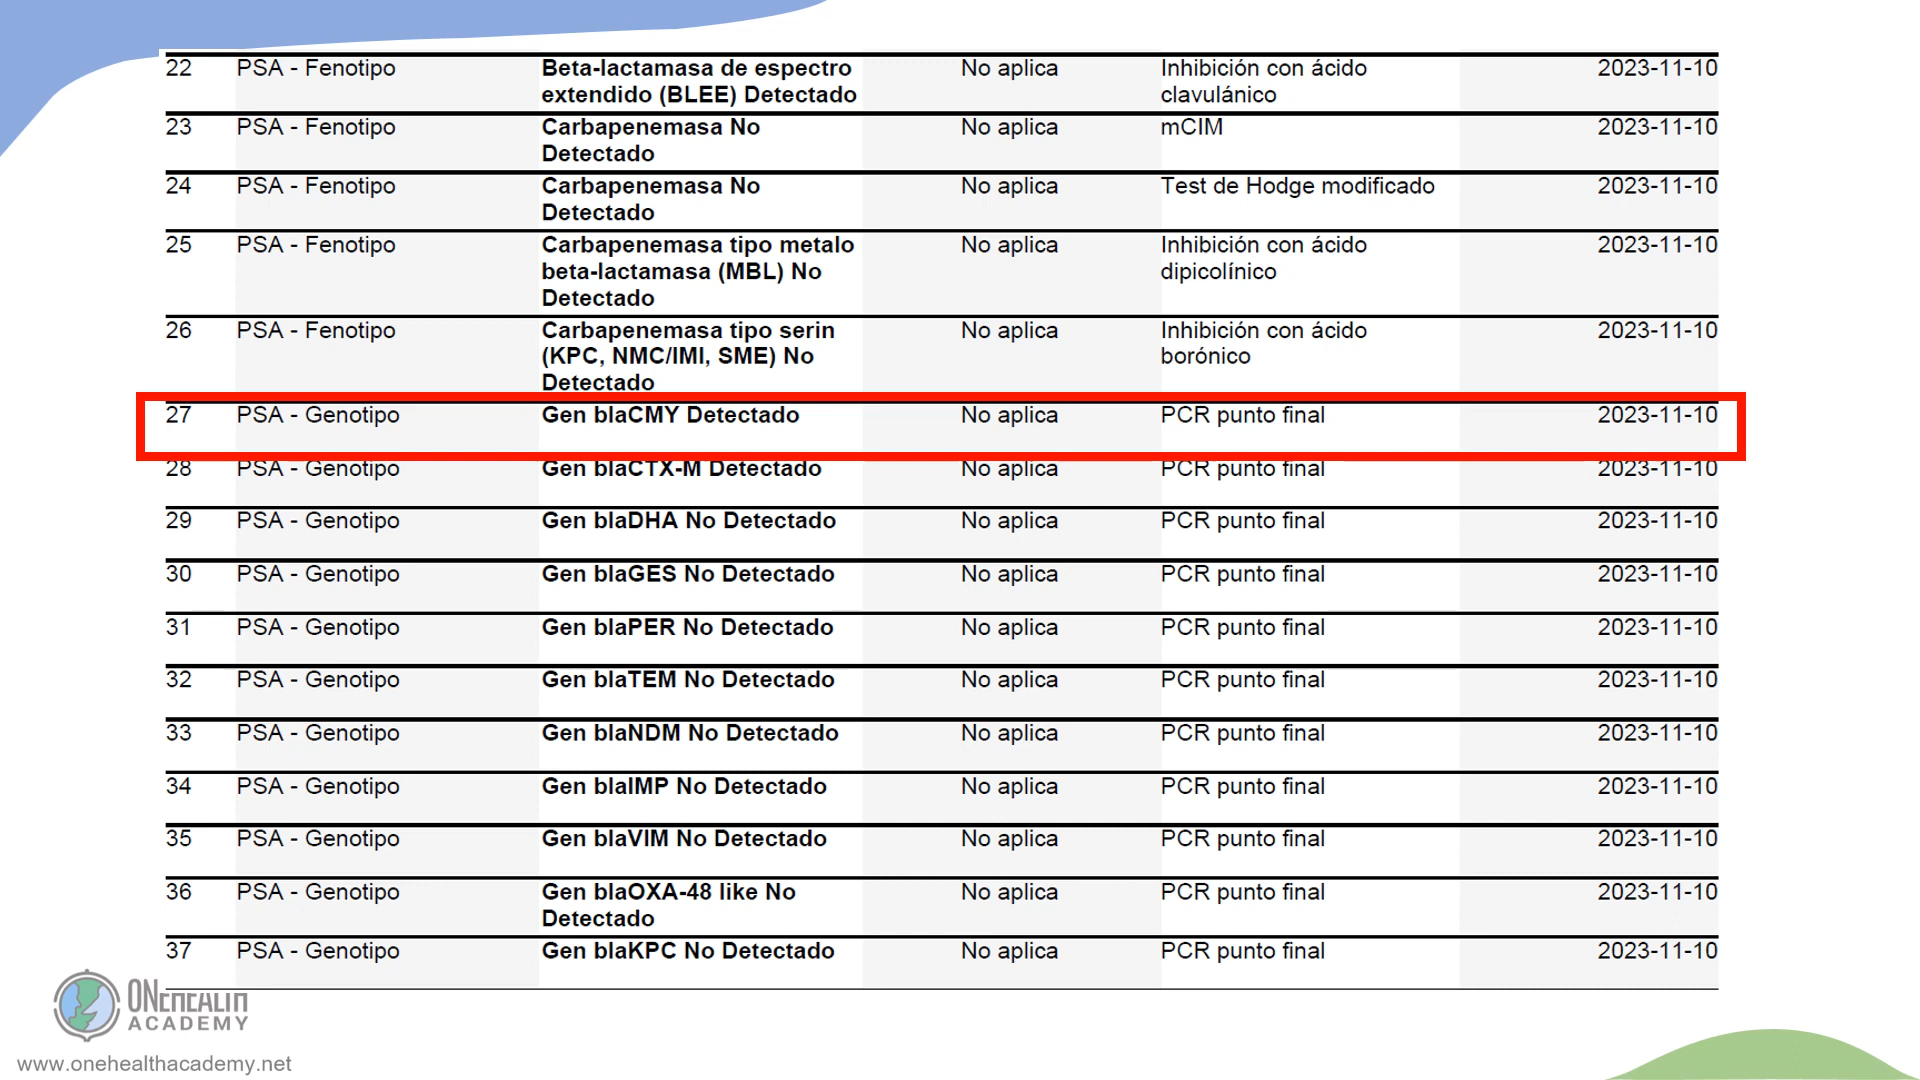 22 PSA - Fenotipo Beta-lactamasa de espectro extendido (BLEE) Detectado No aplica Inhibición con ácido clavulánico 2023-11-10
23 PSA - Fenotipo Carbapenemasa No Detectado No aplica mCIM 2023-11-10
24 PSA - Fenotipo Carbapenemasa No Detectado No aplica Test de Hodge modificado 2023-11-10
25 PSA - Fenotipo Carbapenemasa tipo metalo beta-lactamasa (MBL) No Detectado No aplica Inhibición con ácido dipicolínico 2023-11-10
26 PSA - Fenotipo Carbapenemasa tipo serin (KPC, NMC/IMI, SME) No Detectado No aplica Inhibición con ácido borónico 2023-11-10
27 PSA - Genotipo Gen blaCMY Detectado No aplica PCR punto final 2023-11-10
28 PSA - Genotipo Gen blaCTX-M Detectado No aplica PCR punto final 2023-11-10
29 PSA - Genotipo Gen blaDHA No Detectado No aplica PCR punto final 2023-11-10
30 PSA - Genotipo Gen blaGES No Detectado No aplica PCR punto final 2023-11-10
31 PSA - Genotipo Gen blaPER No Detectado No aplica PCR punto final 2023-11-10
32 PSA - Genotipo Gen blaTEM No Detectado No aplica PCR punto final 2023-11-10
33 PSA - Genotipo Gen blaNDM No Detectado No aplica PCR punto final 2023-11-10
34 PSA - Genotipo Gen blaIMP No Detectado No aplica PCR punto final 2023-11-10
35 PSA - Genotipo Gen blaVIM No Detectado No aplica PCR punto final 2023-11-10
36 PSA - Genotipo Gen blaOXA-48 like No Detectado No aplica PCR punto final 2023-11-10
37 PSA - Genotipo Gen blaKPC No Detectado No aplica PCR punto final 2023-11-10
ONEHEALTH
ACADEMY
www.onehealthacademy.net